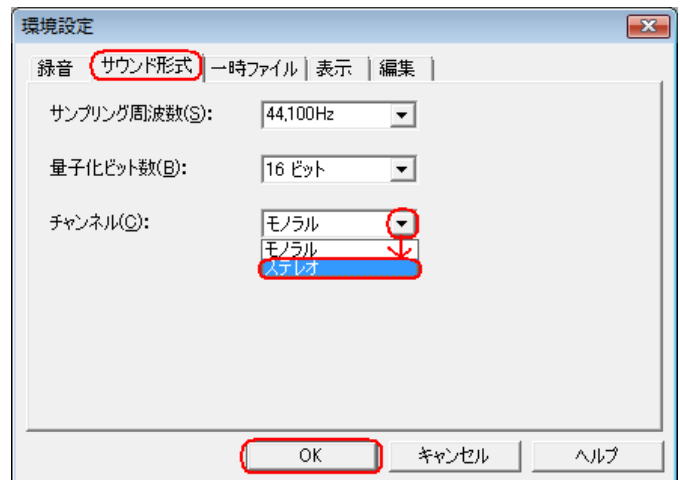 環境設定
録音 サウンド形式 一時ファイル 表示 編集
サンプリング周波数(S): 44,100Hz
量子化ビット数(B): 16 ビット
チャンネル(C): モノラル
モノラル
ステレオ
OK キャンセル ヘルプ